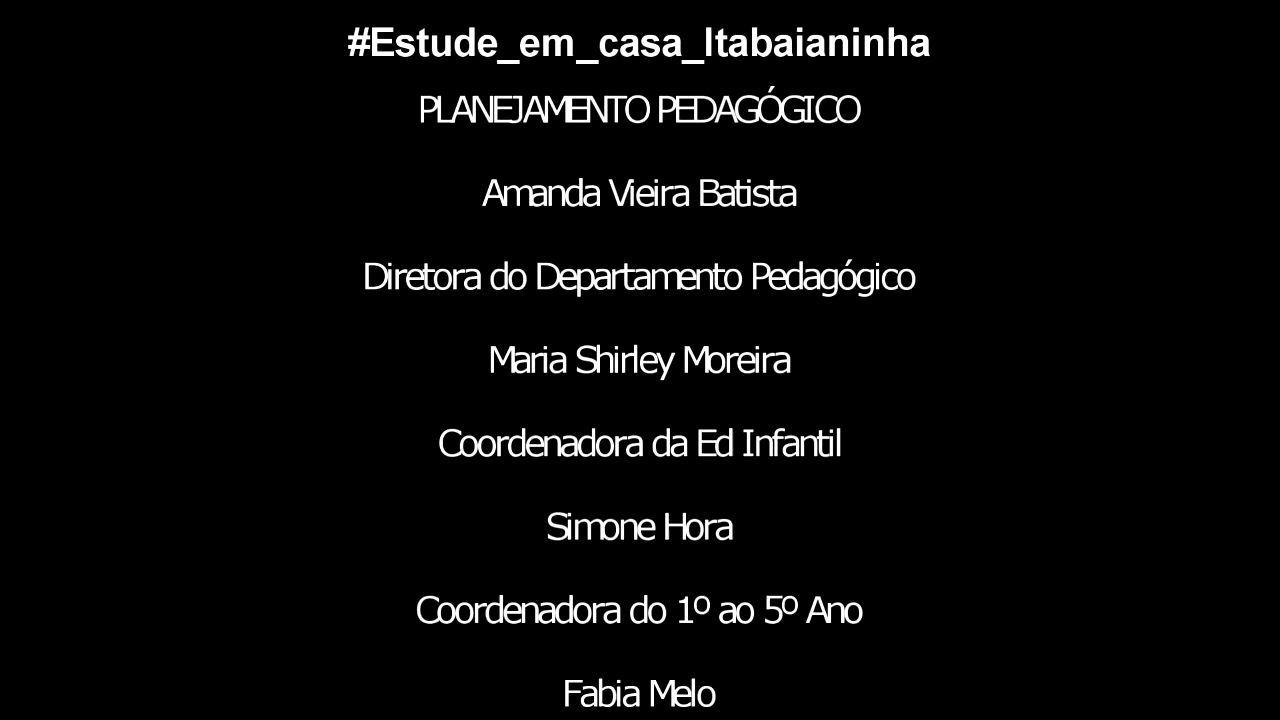 #Estude_em_casa_Itabaianinha
PLANEJAMENTO PEDAGÓGICO
Amanda Vieira Batista
Diretora do Departamento Pedagógico
Maria Shirley Moreira
Coordenadora da Ed Infantil
Simone Hora
Coordenadora do 1º ao 5º Ano
Fabia Melo